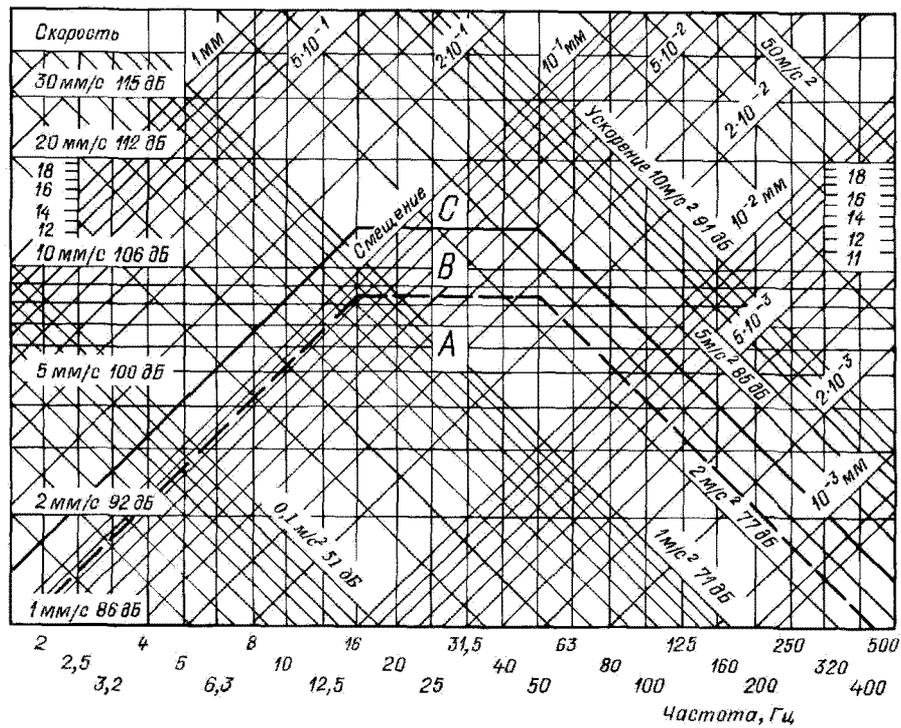 Скорость
30 мм/с 115 дБ
20 мм/с 112 дБ
18
16
14
12
10 мм/с 106 дБ
5 мм/с 100 дБ
2 мм/с 92 дБ
1 мм/с 86 дБ
1 мм
5·10⁻¹
2·10⁻¹
10⁻¹ мм
5·10⁻²
50 м/с²
2·10⁻²
Ускорение 10 м/с² 91 дБ
10⁻² мм
18
16
14
12
11
Смещение
C
B
A
6·10⁻³
5 м/с² 85 дБ
2·10⁻³
10⁻³ мм
2 м/с² 77 дБ
1 м/с² 71 дБ
0,1 м/с² 51 дБ
2 4 8 16 31,5 63 125 250 500
2,5 5 10 20 40 80 160 320
3,2 6,3 12,5 25 50 100 200 400
Частота, Гц